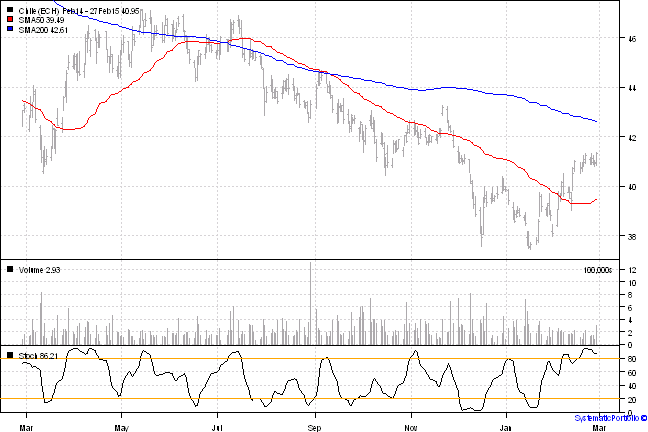 Chile (ECH) Feb14 - 27Feb15 40.95
SMA50 39.49
SMA200 42.61
46
44
42
40
38
Volume 2.93
100,000s
12
10
8
6
4
2
0
Stoch 86.21
80
60
40
20
0
Mar May Jul Sep Nov Jan Mar
SystematicPortfolio ©